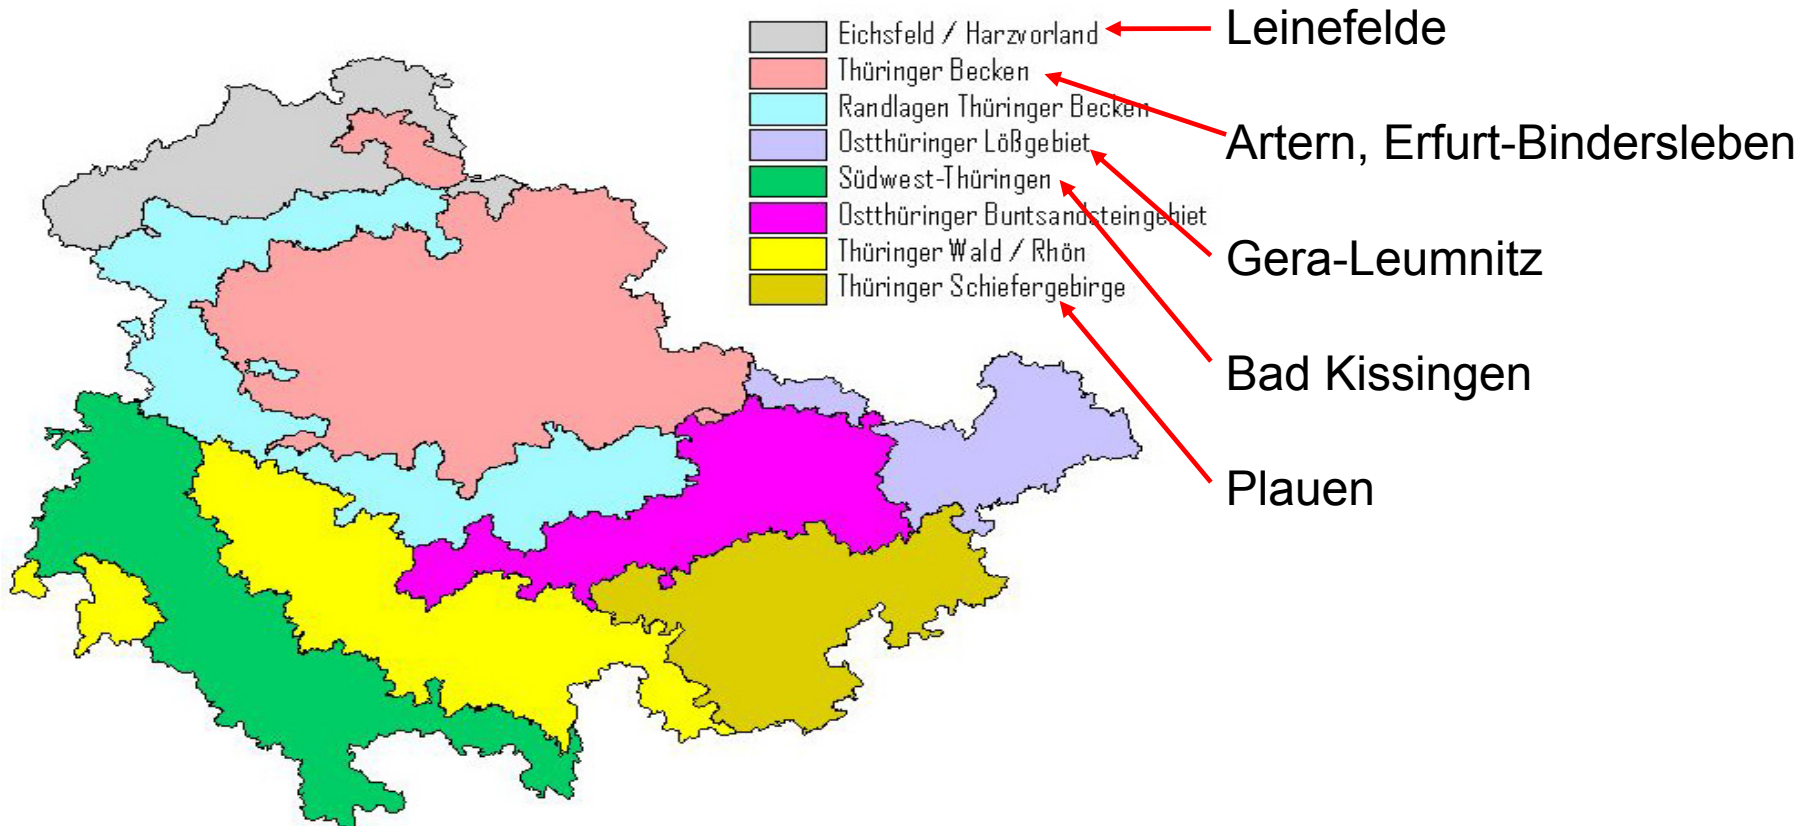 Eichsfeld / Harzvorland
Thüringer Becken
Randlagen Thüringer Becken
Ostthüringer Lößgebiet
Südwest-Thüringen
Ostthüringer Buntsandsteingebiet
Thüringer Wald / Rhön
Thüringer Schiefergebirge
Leinefelde
Artern, Erfurt-Bindersleben
Gera-Leumnitz
Bad Kissingen
Plauen